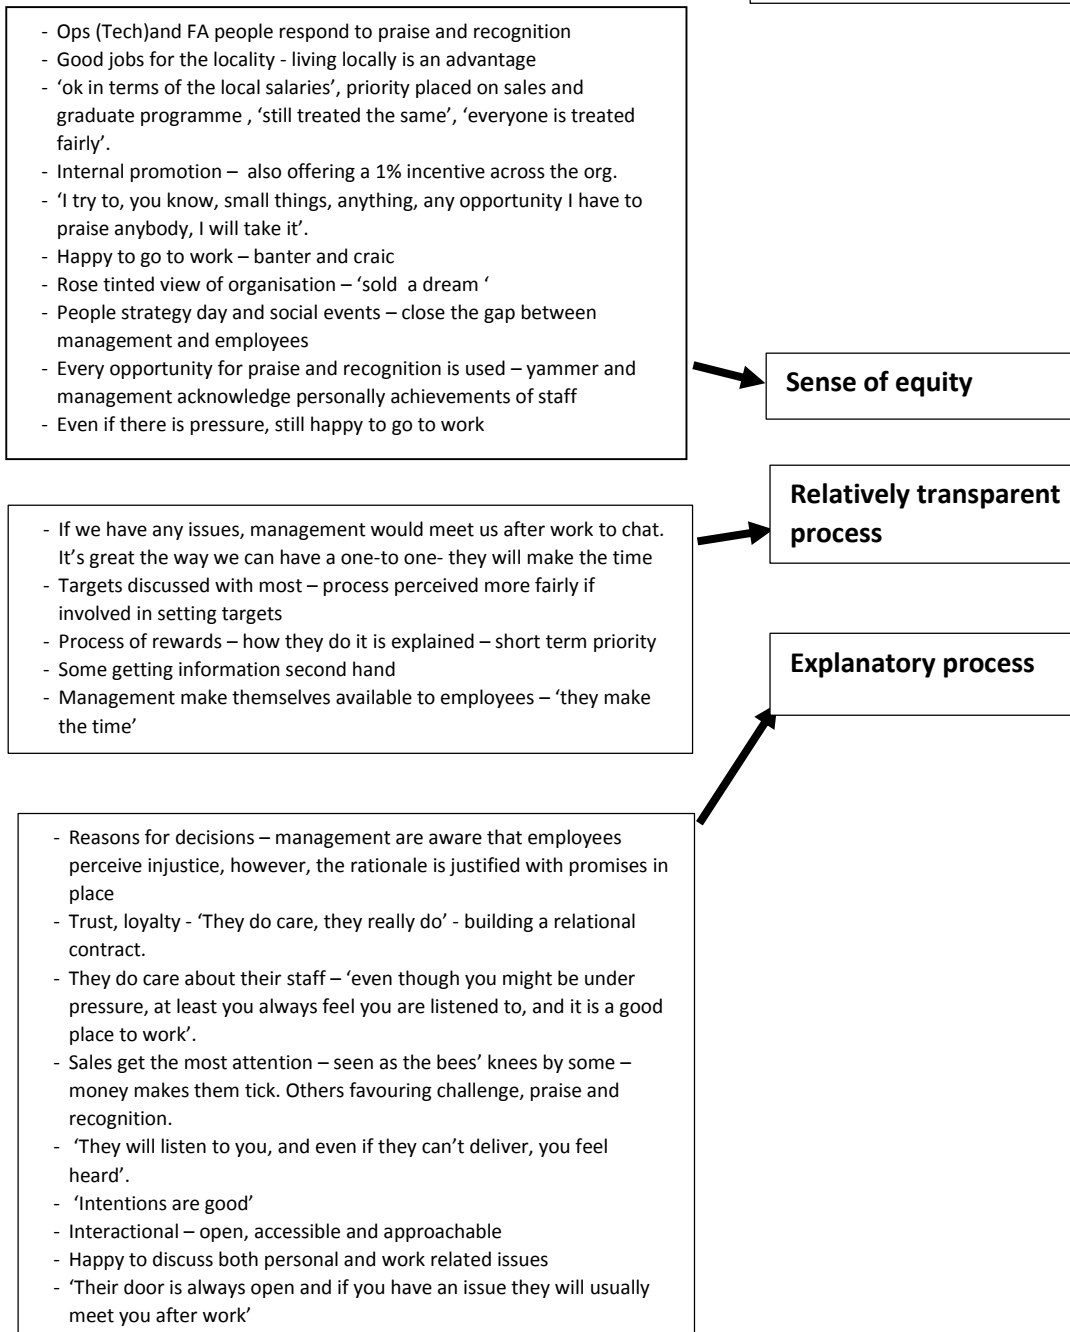 - Ops (Tech)and FA people respond to praise and recognition
- Good jobs for the locality - living locally is an advantage
- ‘ok in terms of the local salaries’, priority placed on sales and
graduate programme , ‘still treated the same’, ‘everyone is treated
fairly’.
- Internal promotion – also offering a 1% incentive across the org.
- ‘I try to, you know, small things, anything, any opportunity I have to
praise anybody, I will take it’.
- Happy to go to work – banter and craic
- Rose tinted view of organisation – ‘sold a dream ‘
- People strategy day and social events – close the gap between
management and employees
- Every opportunity for praise and recognition is used – yammer and
management acknowledge personally achievements of staff
- Even if there is pressure, still happy to go to work
Sense of equity
- If we have any issues, management would meet us after work to chat.
It’s great the way we can have a one-to one- they will make the time
- Targets discussed with most – process perceived more fairly if
involved in setting targets
- Process of rewards – how they do it is explained – short term priority
- Some getting information second hand
- Management make themselves available to employees – ‘they make
the time’
Relatively transparent
process
Explanatory process
- Reasons for decisions – management are aware that employees
perceive injustice, however, the rationale is justified with promises in
place
- Trust, loyalty - ‘They do care, they really do’ - building a relational
contract.
- They do care about their staff – ‘even though you might be under
pressure, at least you always feel you are listened to, and it is a good
place to work’.
- Sales get the most attention – seen as the bees’ knees by some –
money makes them tick. Others favouring challenge, praise and
recognition.
- ‘They will listen to you, and even if they can’t deliver, you feel
heard’.
- ‘Intentions are good’
- Interactional – open, accessible and approachable
- Happy to discuss both personal and work related issues
- ‘Their door is always open and if you have an issue they will usually
meet you after work’